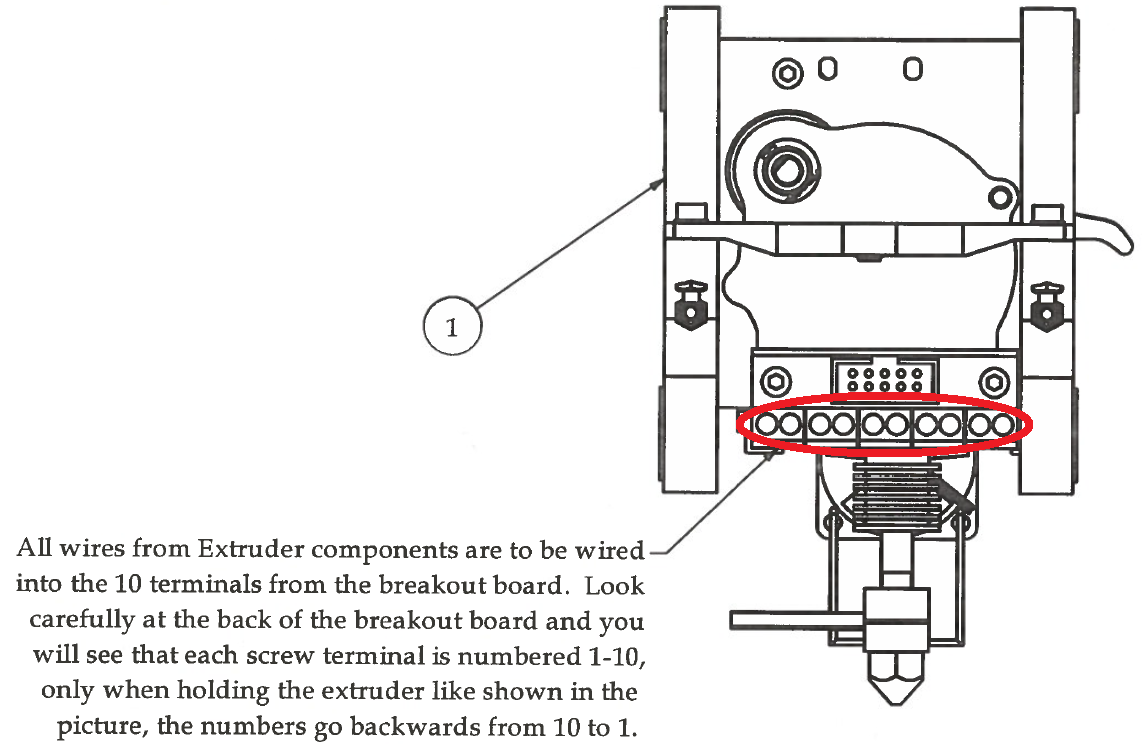 1
All wires from Extruder components are to be wired
into the 10 terminals from the breakout board.  Look
carefully at the back of the breakout board and you
will see that each screw terminal is numbered 1-10,
only when holding the extruder like shown in the
picture, the numbers go backwards from 10 to 1.